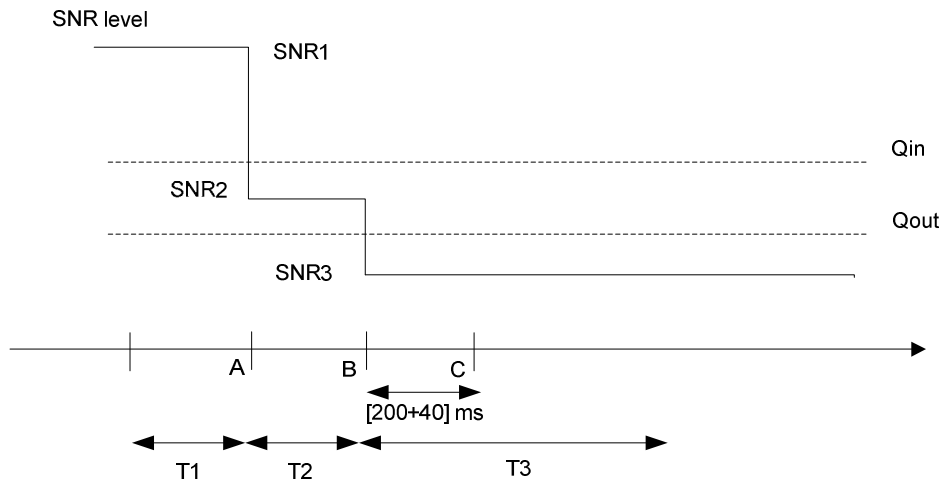 SNR level
SNR1
Qin
SNR2
Qout
SNR3
A
B
C
[200+40] ms
T1
T2
T3